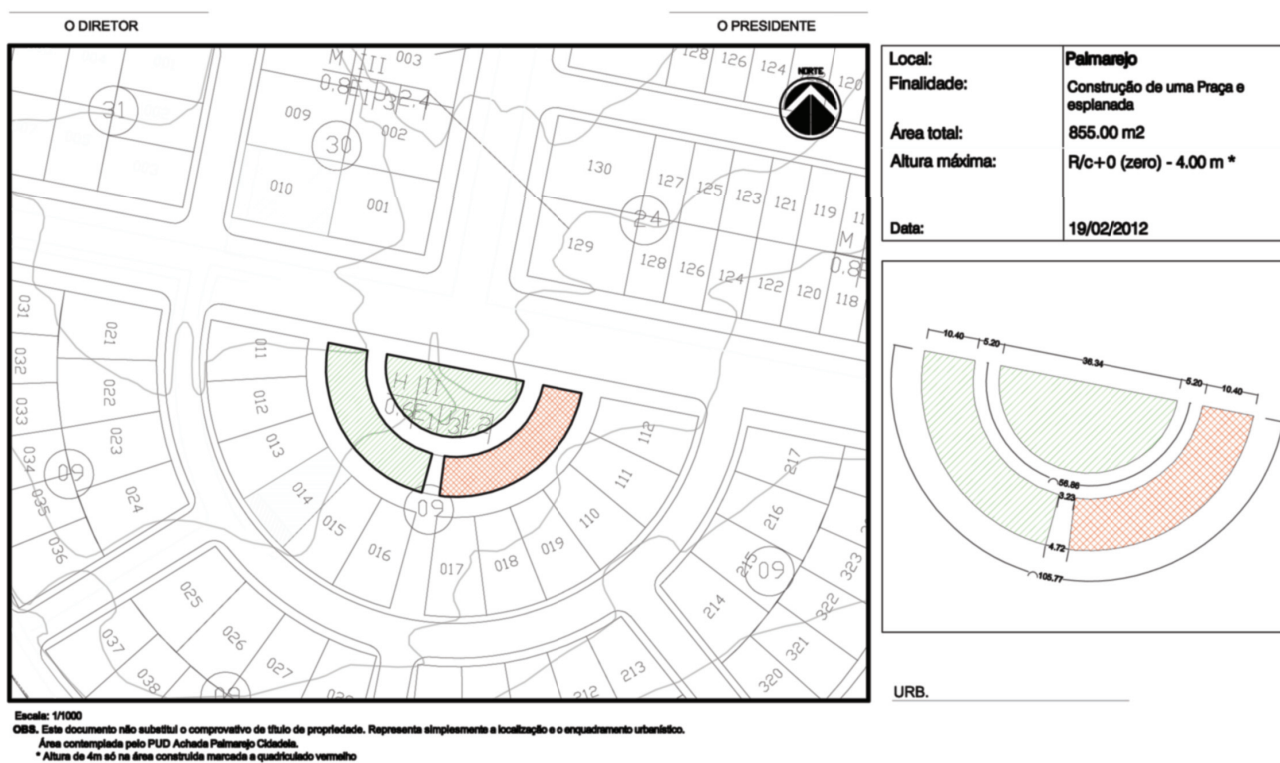 O DIRETOR
O PRESIDENTE
Local: Palmarejo
Finalidade: Construção de uma Praça e
esplanada
Área total: 855.00 m2
Altura máxima: R/c+0 (zero) - 4.00 m *
Data: 19/02/2012
NORTE
003
128 126 124 120
M III
31
009
002
30
010 001
130 127 125 123 121 119
24
129 128 126 124 122 120 118
M
031 021 011
032 022 012
033 023 013
034 09 024 014
035 015
036 016
H III
09
017 018 019 110 111 112
217
216
215 09
214
323
322
321
320
025
026
027
037
038
212 213
10.40 5.20 36.34 5.20 10.40
56.86
3.23
4.72
105.77
URB.
Escala: 1/1000
OBS. Este documento não substitui o comprovativo de título de propriedade. Representa simplesmente a localização e o enquadramento urbanístico.
Área contemplada pelo PUD Achada Palmarejo Cidadela.
* Altura de 4m só na área construída marcada a quadriculado vermelho